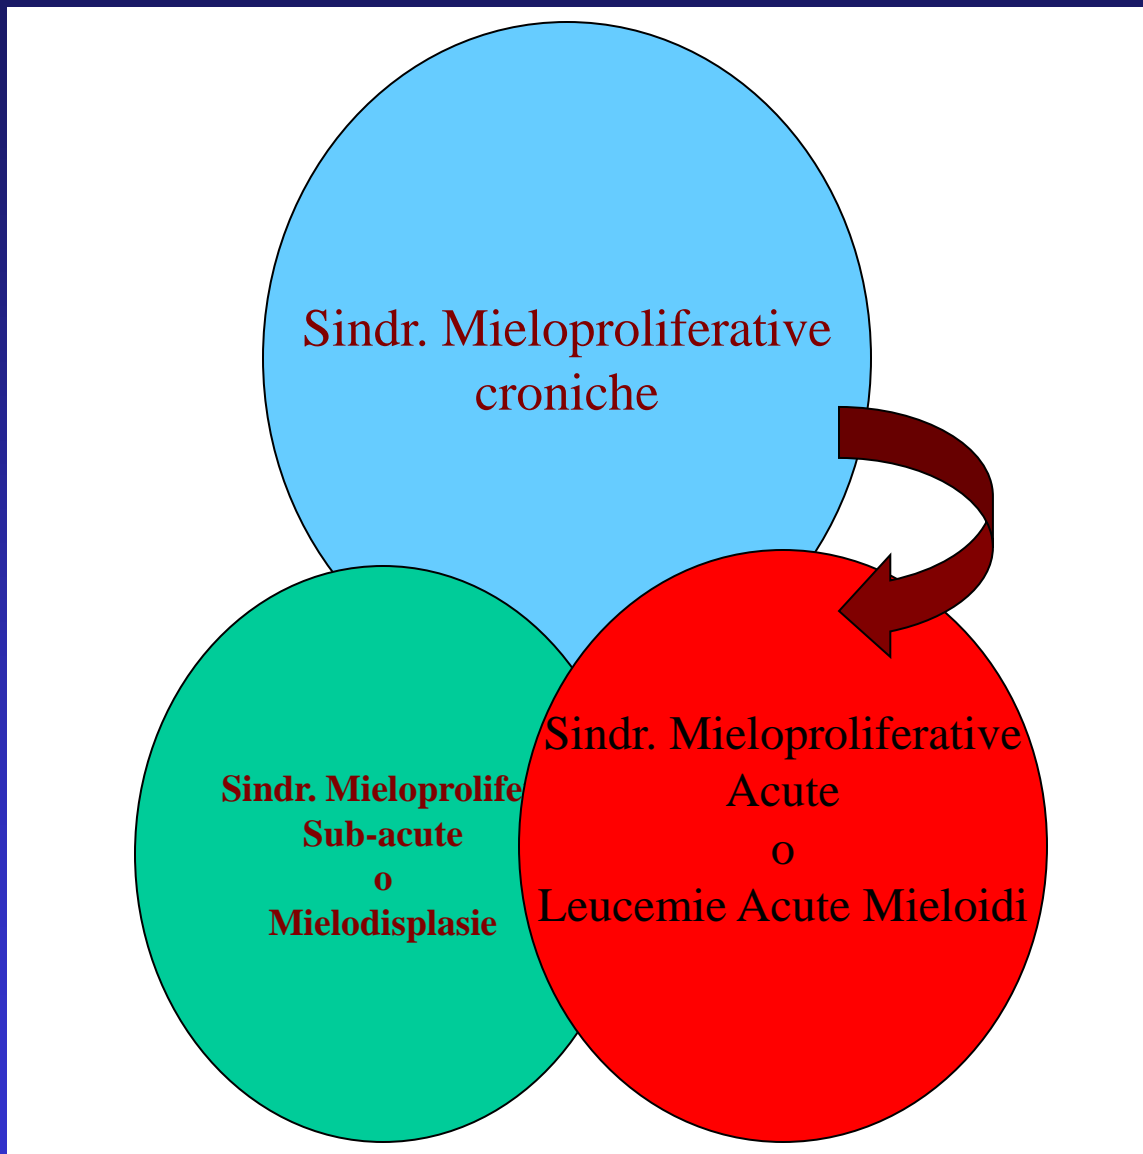 Sindr. Mieloproliferative
croniche
Sindr. Mieloprolife
Sub-acute
o
Mielodisplasie
Sindr. Mieloproliferative
Acute
o
Leucemie Acute Mieloidi